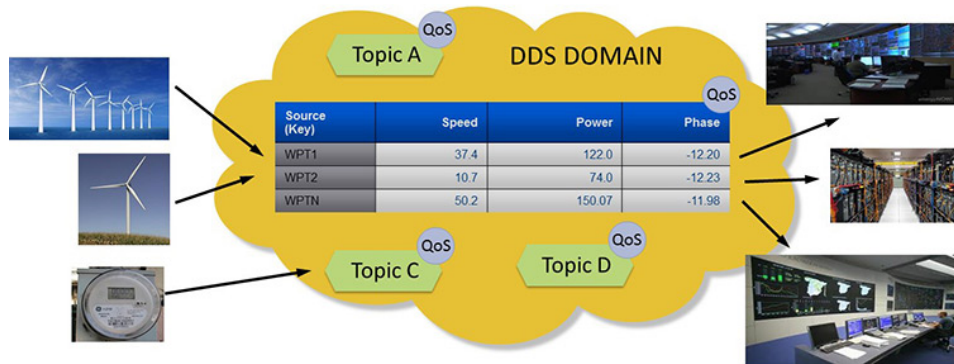 QoS
Topic A
DDS DOMAIN
QoS
Source (Key) Speed Power Phase
WPT1 37.4 122.0 -12.20
WPT2 10.7 74.0 -12.23
WPTN 50.2 150.07 -11.98
QoS
Topic C
QoS
Topic D